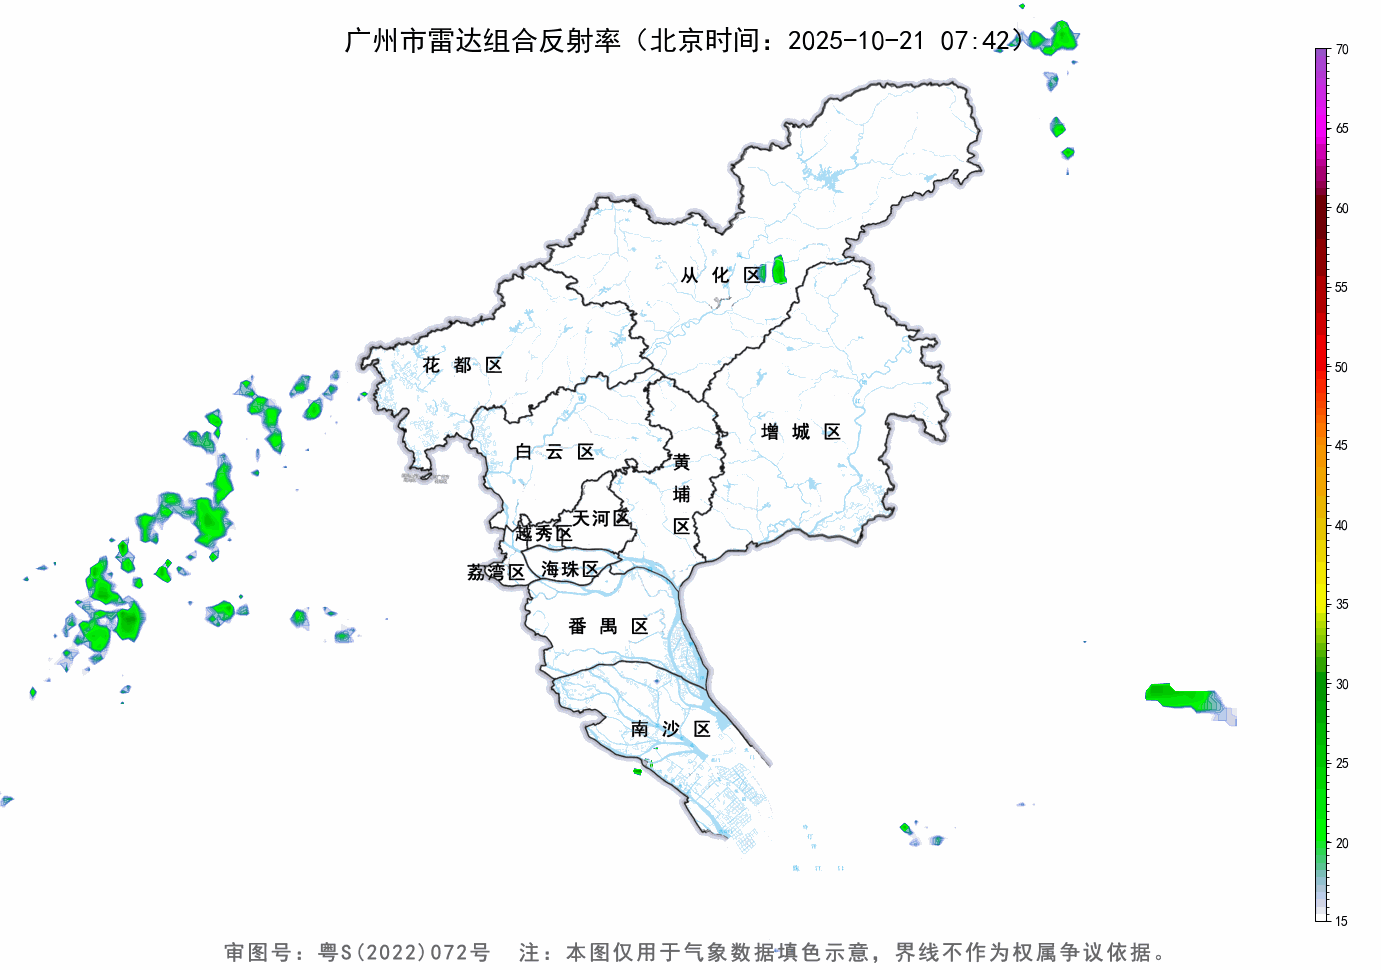 广州市雷达组合反射率（北京时间：2025-10-21 07:42）
70
65
60
55
50
45
40
35
30
25
20
15
从化区
花都区
增城区
白云区
黄埔区
天河区
越秀区
荔湾区
海珠区
番禺区
南沙区
审图号：粤S(2022)072号 注：本图仅用于气象数据填色示意，界线不作为权属争议依据。